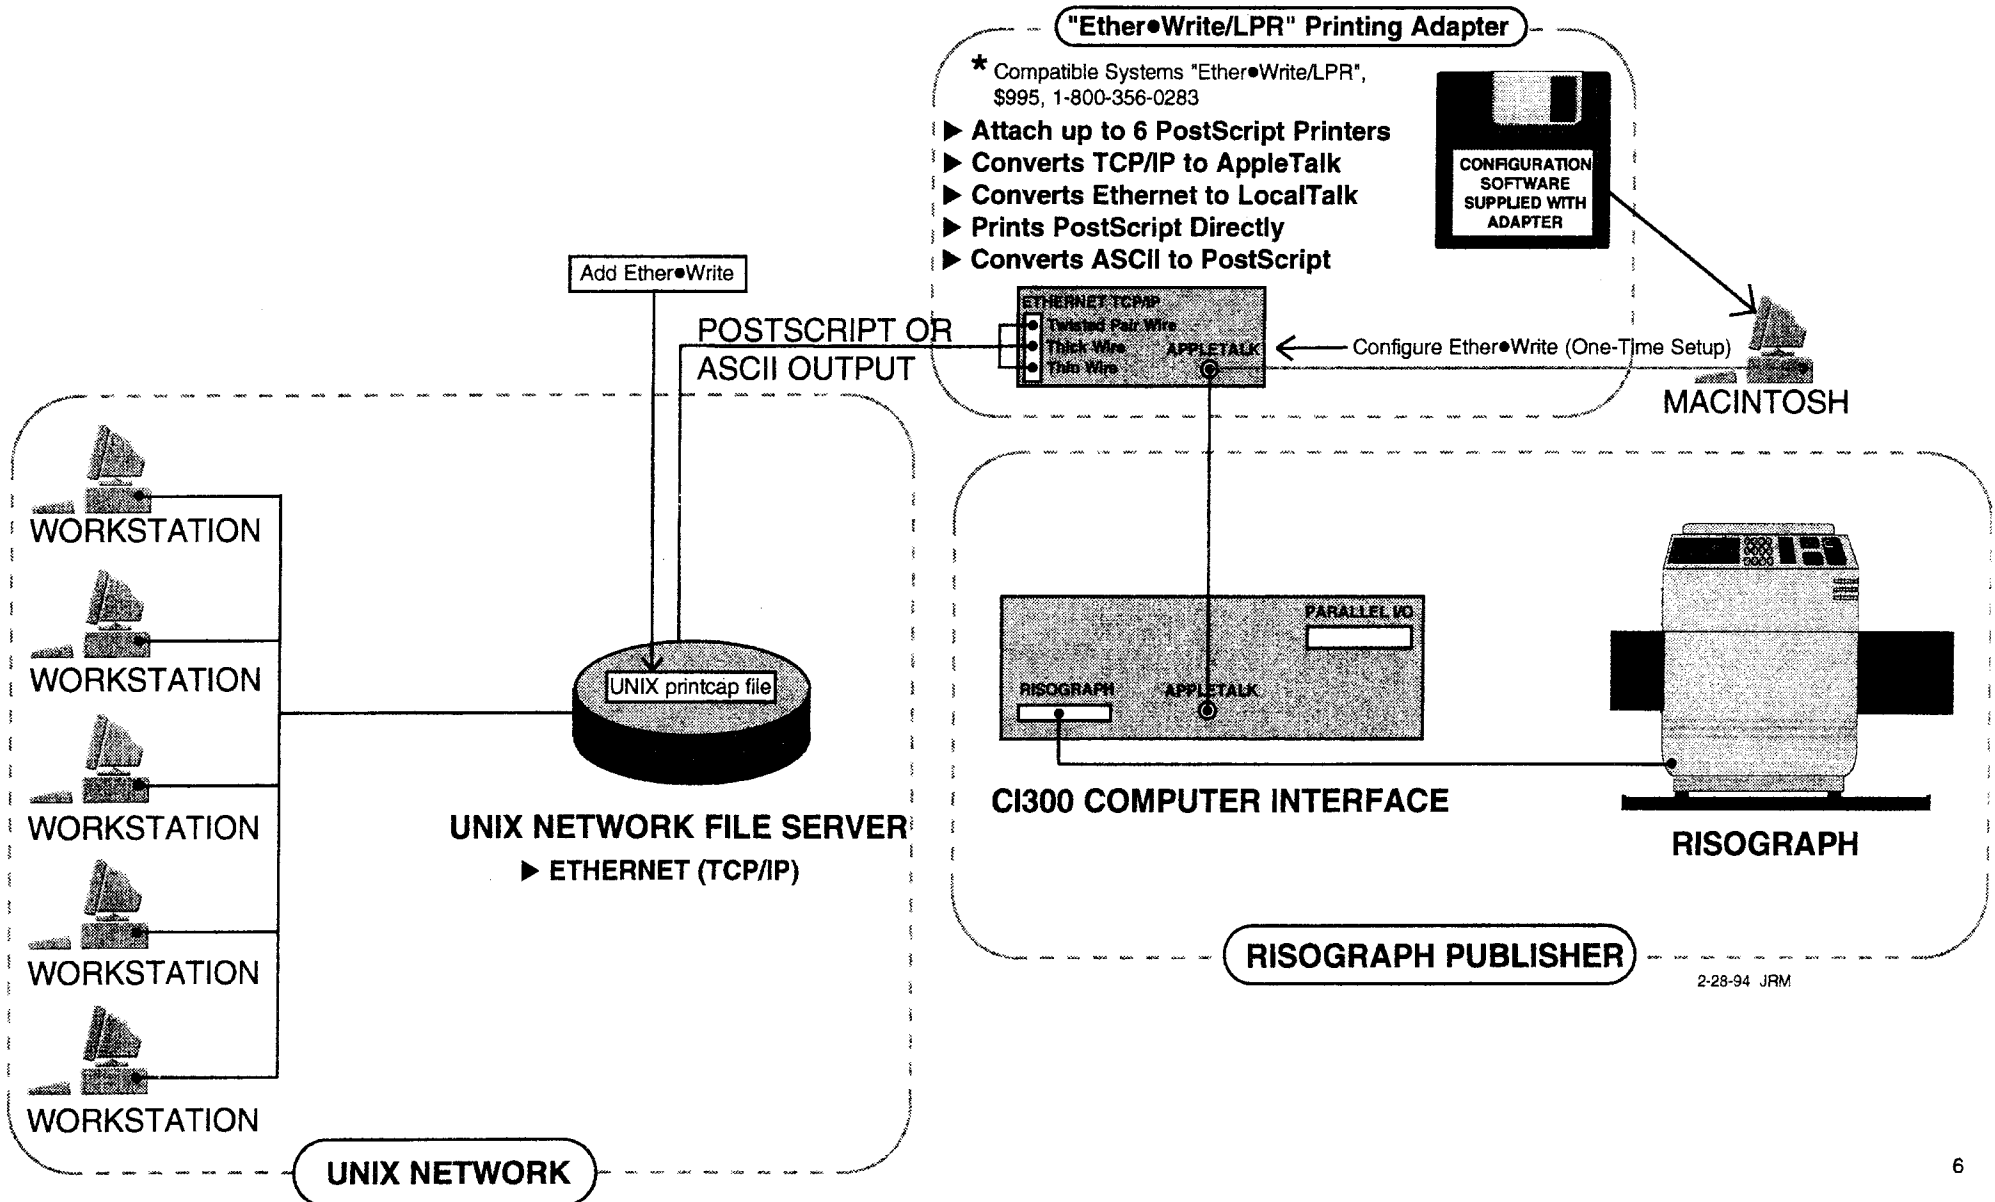 "Ether●Write/LPR" Printing Adapter
* Compatible Systems "Ether●Write/LPR",
$995, 1-800-356-0283
▶ Attach up to 6 PostScript Printers
▶ Converts TCP/IP to AppleTalk
▶ Converts Ethernet to LocalTalk
▶ Prints PostScript Directly
▶ Converts ASCII to PostScript
CONFIGURATION
SOFTWARE
SUPPLIED WITH
ADAPTER
Add Ether●Write
POSTSCRIPT OR
ASCII OUTPUT
ETHERNET TCP/IP
Twisted Pair Wire
Thick Wire
Thin Wire
APPLETALK
Configure Ether●Write (One-Time Setup)
MACINTOSH
WORKSTATION
WORKSTATION
WORKSTATION
WORKSTATION
WORKSTATION
UNIX printcap file
UNIX NETWORK FILE SERVER
▶ ETHERNET (TCP/IP)
UNIX NETWORK
PARALLEL I/O
RISOGRAPH
APPLETALK
CI300 COMPUTER INTERFACE
RISOGRAPH
RISOGRAPH PUBLISHER
2-28-94 JRM
6